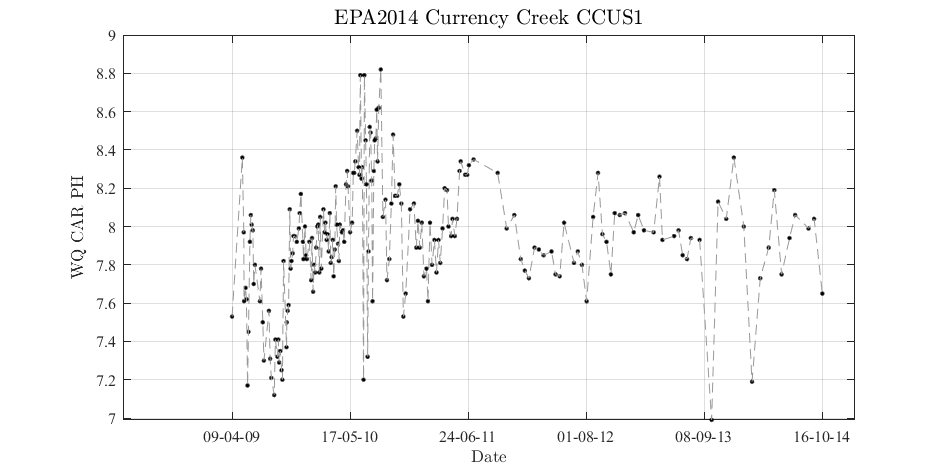 EPA2014 Currency Creek CCUS1
9
8.8
8.6
8.4
8.2
8
7.8
7.6
7.4
7.2
7
WQ CAR PH
09-04-09 17-05-10 24-06-11 01-08-12 08-09-13 16-10-14
Date